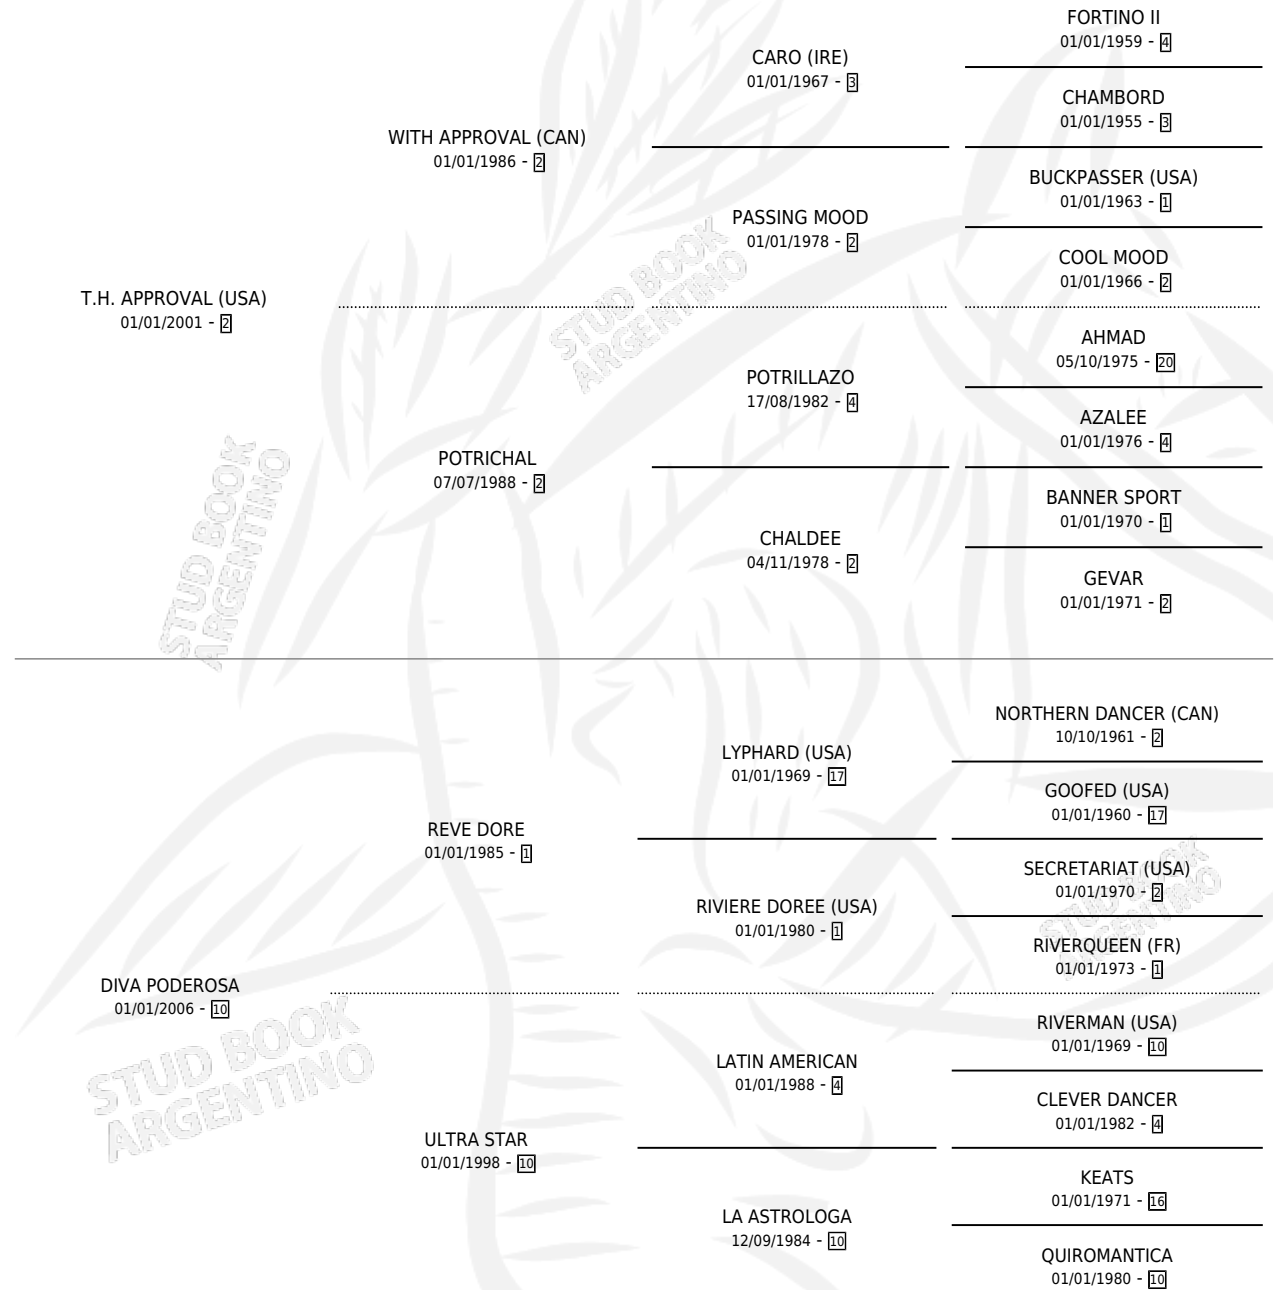 FORTINO II
01/01/1959 - 4
CARO (IRE)
01/01/1967 - 3
CHAMBORD
01/01/1955 - 3
WITH APPROVAL (CAN)
01/01/1986 - 2
BUCKPASSER (USA)
01/01/1963 - 1
PASSING MOOD
01/01/1978 - 2
COOL MOOD
01/01/1966 - 2
T.H. APPROVAL (USA)
01/01/2001 - 2
AHMAD
05/10/1975 - 20
POTRILLAZO
17/08/1982 - 4
AZALEE
01/01/1976 - 4
POTRICHAL
07/07/1988 - 2
BANNER SPORT
01/01/1970 - 1
CHALDEE
04/11/1978 - 2
GEVAR
01/01/1971 - 2
STUD BOOK
ARGENTINO
STUD BOOK
ARGENTINO
NORTHERN DANCER (CAN)
10/10/1961 - 2
LYPHARD (USA)
01/01/1969 - 17
GOOFED (USA)
01/01/1960 - 17
REVE DORE
01/01/1985 - 1
SECRETARIAT (USA)
01/01/1970 - 2
RIVIERE DOREE (USA)
01/01/1980 - 1
RIVERQUEEN (FR)
01/01/1973 - 1
STUD BOOK
ARGENTINO
DIVA PODEROSA
01/01/2006 - 10
RIVERMAN (USA)
01/01/1969 - 10
LATIN AMERICAN
01/01/1988 - 4
CLEVER DANCER
01/01/1982 - 4
ULTRA STAR
01/01/1998 - 10
KEATS
01/01/1971 - 16
LA ASTROLOGA
12/09/1984 - 10
QUIROMANTICA
01/01/1980 - 10
STUD BOOK
ARGENTINO